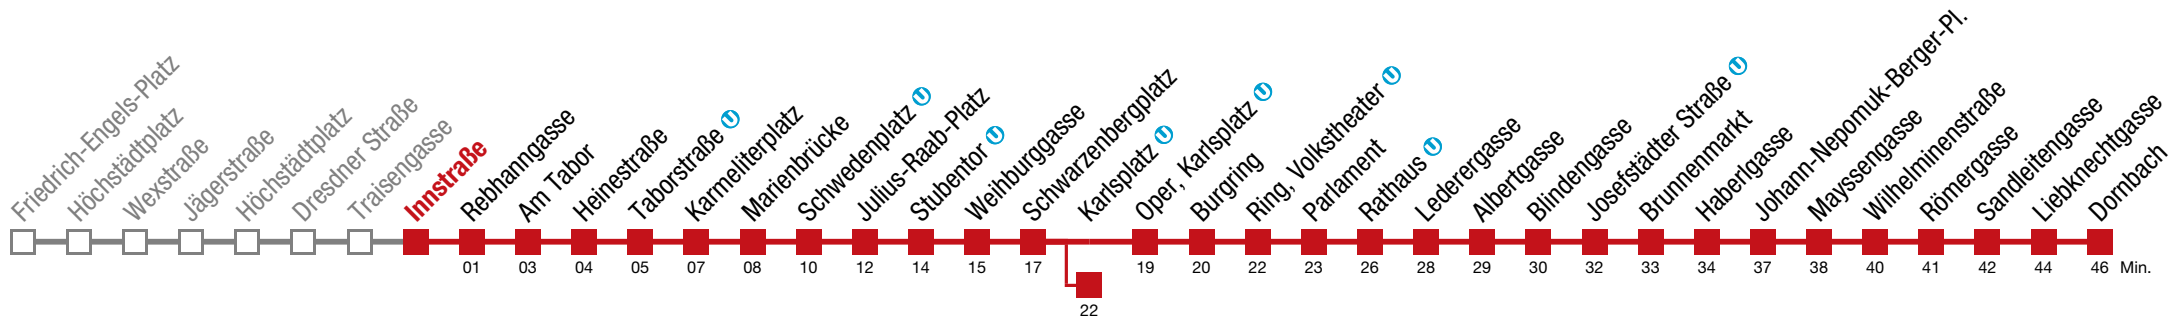 Friedrich-Engels-Platz
Höchstädtplatz
Wexstraße
Jägerstraße
Höchstädtplatz
Dresdner Straße
Traisengasse
Innstraße
Rebhanngasse
Am Tabor
Heinestraße
Taborstraße U
Karmeliterplatz
Marienbrücke
Schwedenplatz U
Julius-Raab-Platz
Stubentor U
Weihburggasse
Schwarzenbergplatz
Karlsplatz U
Oper, Karlsplatz U
Burgring
Ring, Volkstheater U
Parlament
Rathaus U
Lederergasse
Albertgasse
Blindengasse
Josefstädter Straße U
Brunnenmarkt
Haberlgasse
Johann-Nepomuk-Berger-Pl.
Mayssengasse
Wilhelminenstraße
Römergasse
Sandleitengasse
Liebknechtgasse
Dornbach
01 03 04 05 07 08 10 12 14 15 17 19 20 22 23 26 28 29 30 32 33 34 37 38 40 41 42 44 46 Min.
22